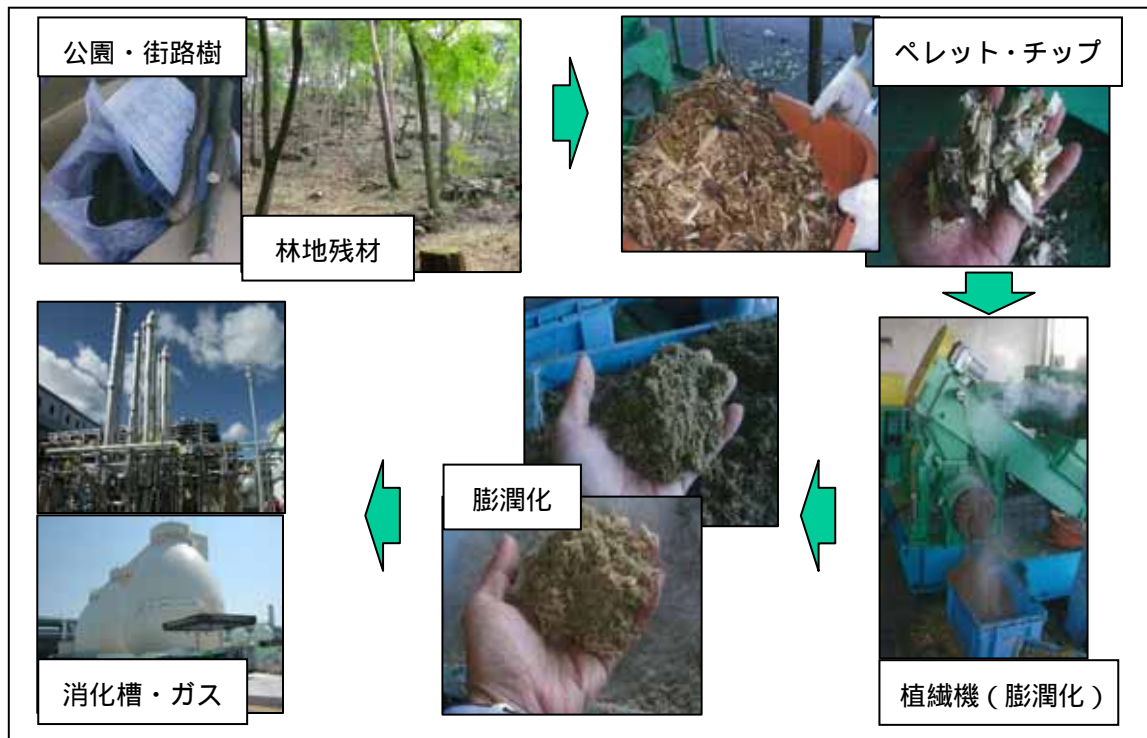 公園・街路樹
林地残材
ペレット・チップ
植繊機(膨潤化)
膨潤化
消化槽・ガス